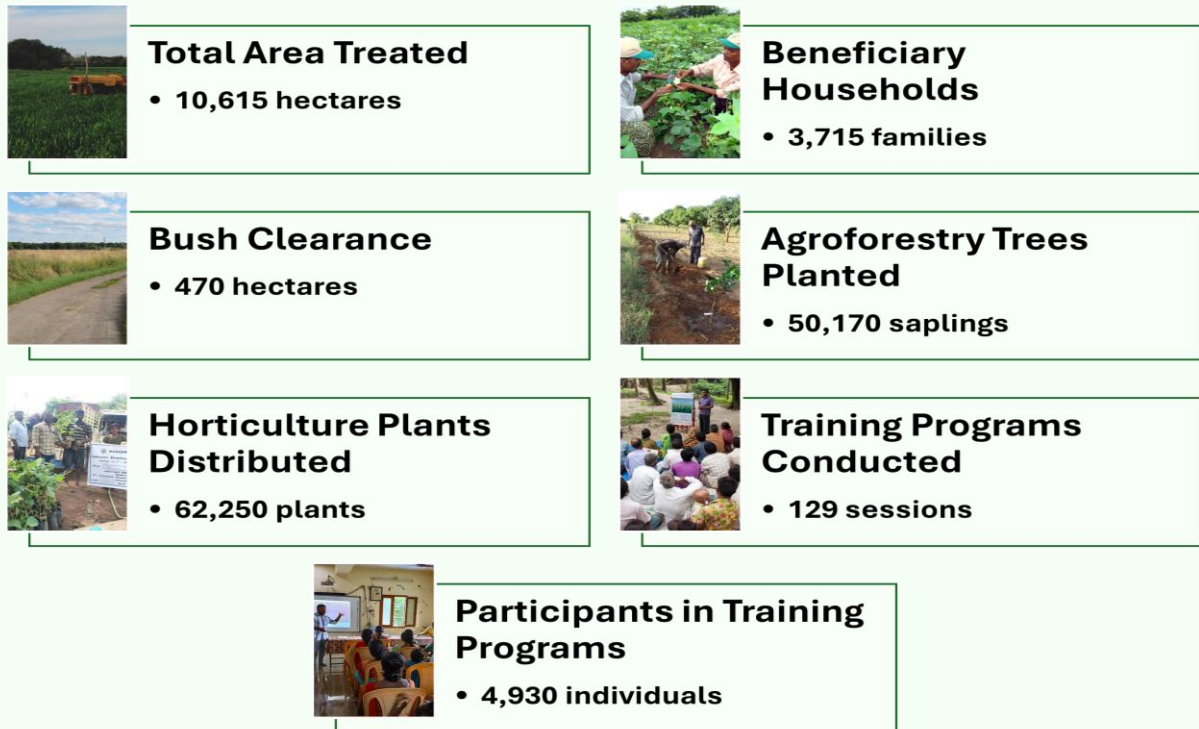 Total Area Treated
• 10,615 hectares
Beneficiary
Households
• 3,715 families
Bush Clearance
• 470 hectares
Agroforestry Trees
Planted
• 50,170 saplings
Horticulture Plants
Distributed
• 62,250 plants
Training Programs
Conducted
• 129 sessions
Participants in Training
Programs
• 4,930 individuals